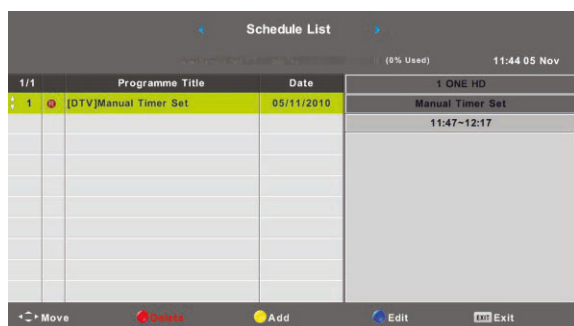 Schedule List
(0% Used) 11:44 05 Nov
1/1 Programme Title Date 1 ONE HD
1 R [DTV]Manual Timer Set 05/11/2010 Manual Timer Set
11:47~12:17
Move Delete Add Edit EXIT Exit